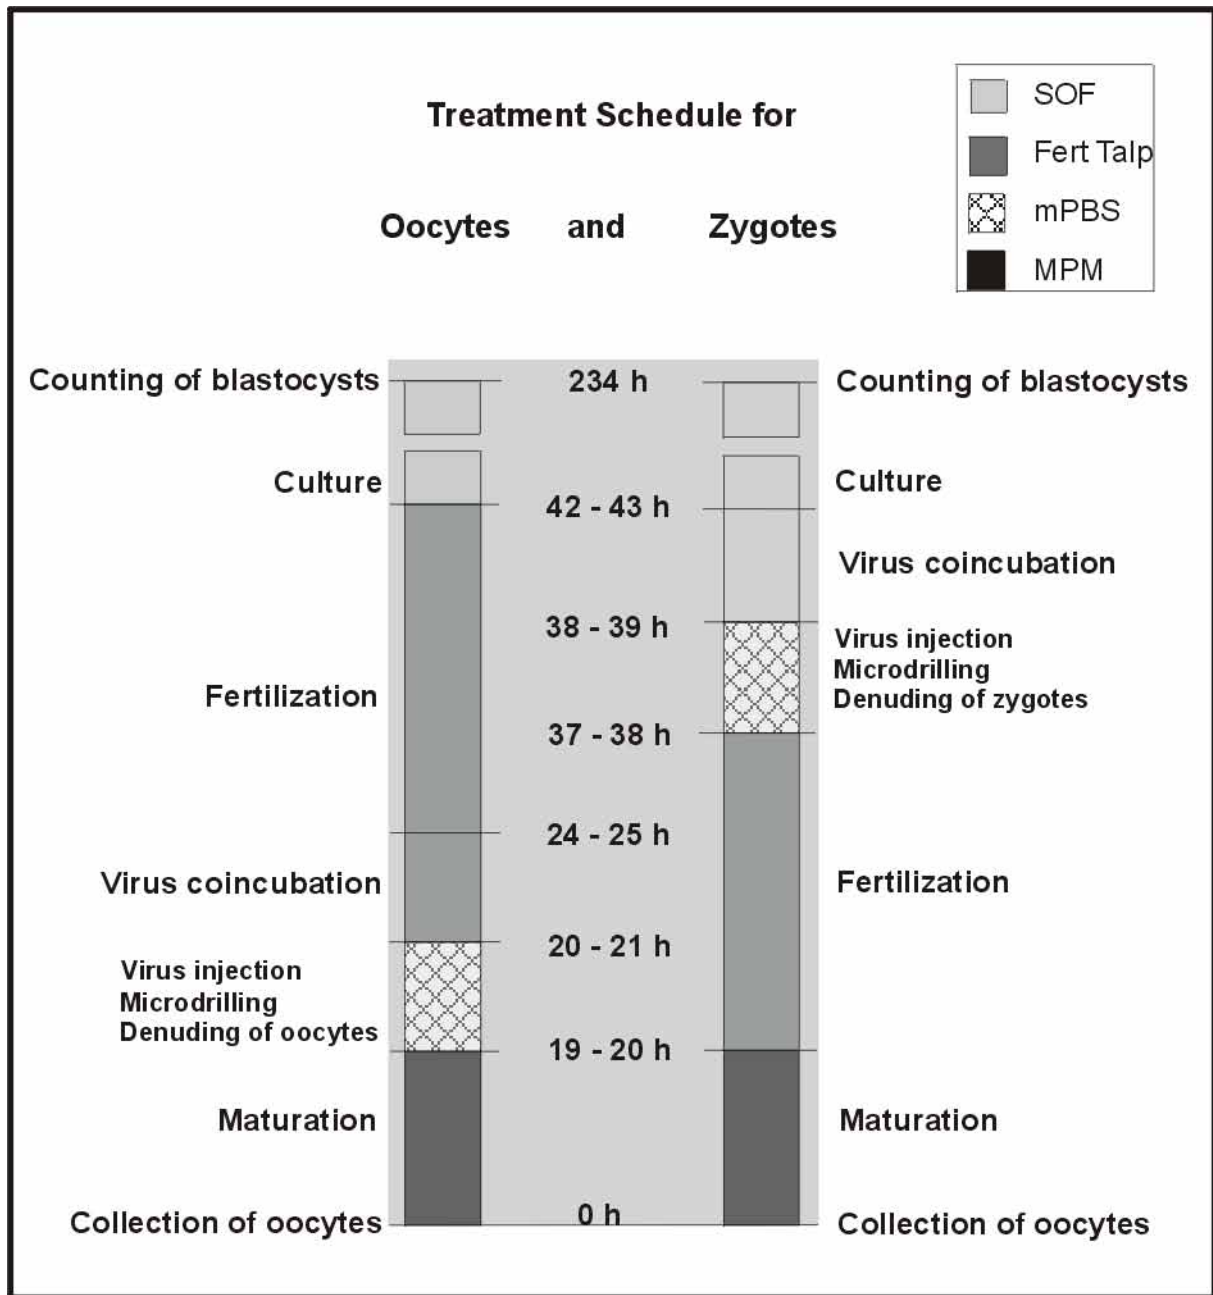 Treatment Schedule for
Oocytes and Zygotes
SOF
Fert Talp
mPBS
MPM
Counting of blastocysts 234 h Counting of blastocysts
Culture Culture
42 - 43 h
Virus coincubation
38 - 39 h
Virus injection
Microdrilling
Denuding of zygotes
Fertilization
37 - 38 h
24 - 25 h
Virus coincubation Fertilization
20 - 21 h
Virus injection
Microdrilling
Denuding of oocytes
19 - 20 h
Maturation Maturation
Collection of oocytes 0 h Collection of oocytes